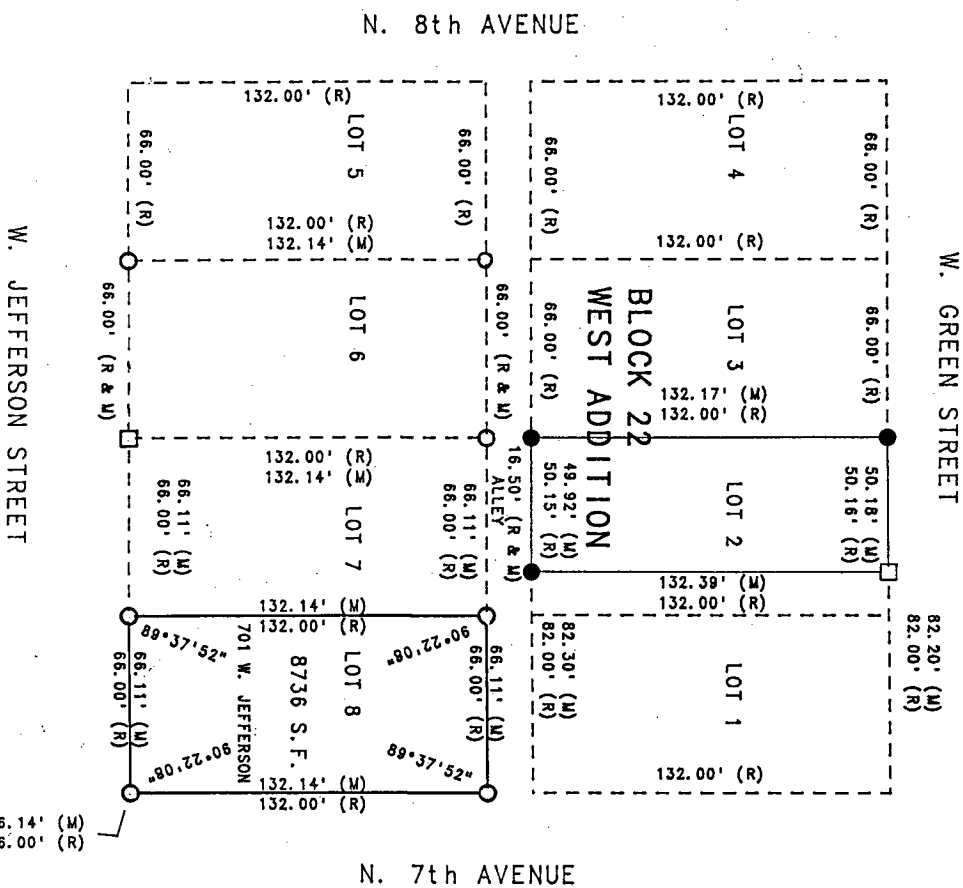 N. 8th AVENUE
132.00' (R)
LOT 5
66.00' (R)
66.00' (R)
132.00' (R)
132.14' (M)
132.00' (R)
LOT 4
66.00' (R)
66.00' (R)
132.00' (R)
W. JEFFERSON STREET
W. GREEN STREET
66.00' (R & M)
LOT 6
66.00' (R & M)
BLOCK 22
WEST ADDITION
66.00' (R)
LOT 3
66.00' (R)
132.17' (M)
132.00' (R)
132.00' (R)
132.14' (M)
66.11' (M)
66.00' (R)
LOT 7
66.11' (M)
66.00' (R)
ALLEY
16.50' (R & M)
49.92' (M)
50.15' (R)
LOT 2
50.18' (M)
50.16' (R)
132.39' (M)
132.00' (R)
132.14' (M)
132.00' (R)
89°37'52"
90°22'08"
66.11' (M)
66.00' (R)
701 W. JEFFERSON
8736 S.F.
LOT 8
66.11' (M)
66.00' (R)
90°22'08"
89°37'52"
132.14' (M)
132.00' (R)
82.30' (M)
82.00' (R)
LOT 1
82.20' (M)
82.00' (R)
132.00' (R)
6.14' (M)
6.00' (R)
N. 7th AVENUE